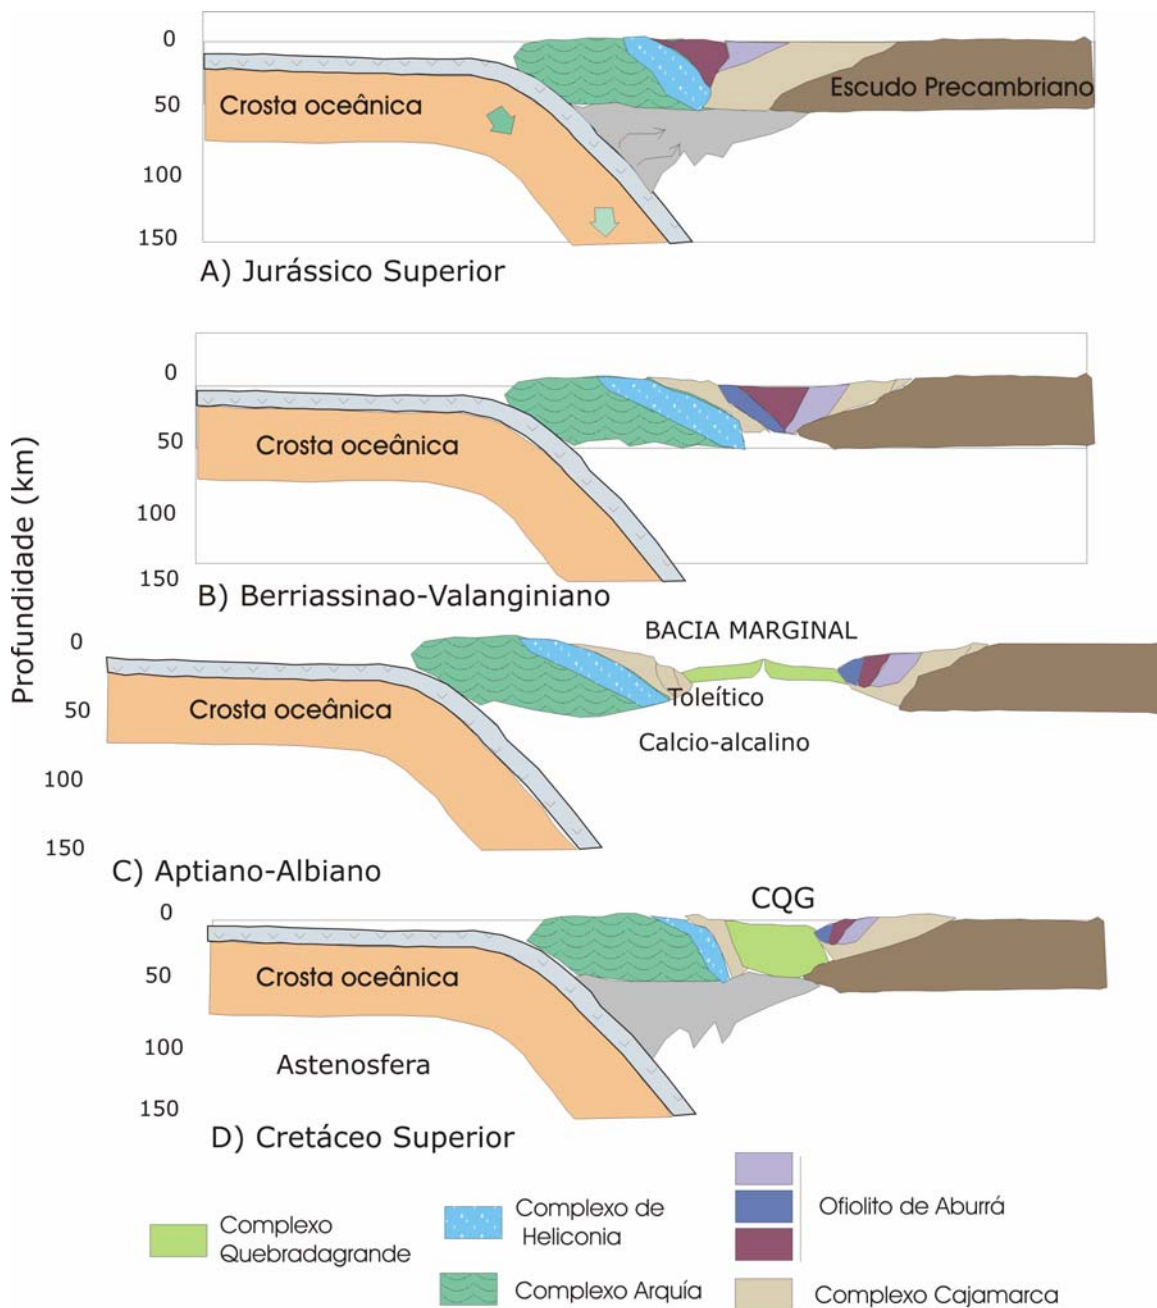 0
50
100
150
Crosta oceânica
Escudo Precambriano
A) Jurássico Superior
0
50
100
150
Crosta oceânica
B) Berriassinao-Valanginiano
Profundidade (km)
BACIA MARGINAL
0
50
100
150
Crosta oceânica
Toleítico
Calcio-alcalino
C) Aptiano-Albiano
CQG
0
50
100
150
Crosta oceânica
Astenosfera
D) Cretáceo Superior
Complexo
Quebradagrande
Complexo de
Heliconia
Complexo Arquía
Ofiolito de Aburrá
Complexo Cajamarca